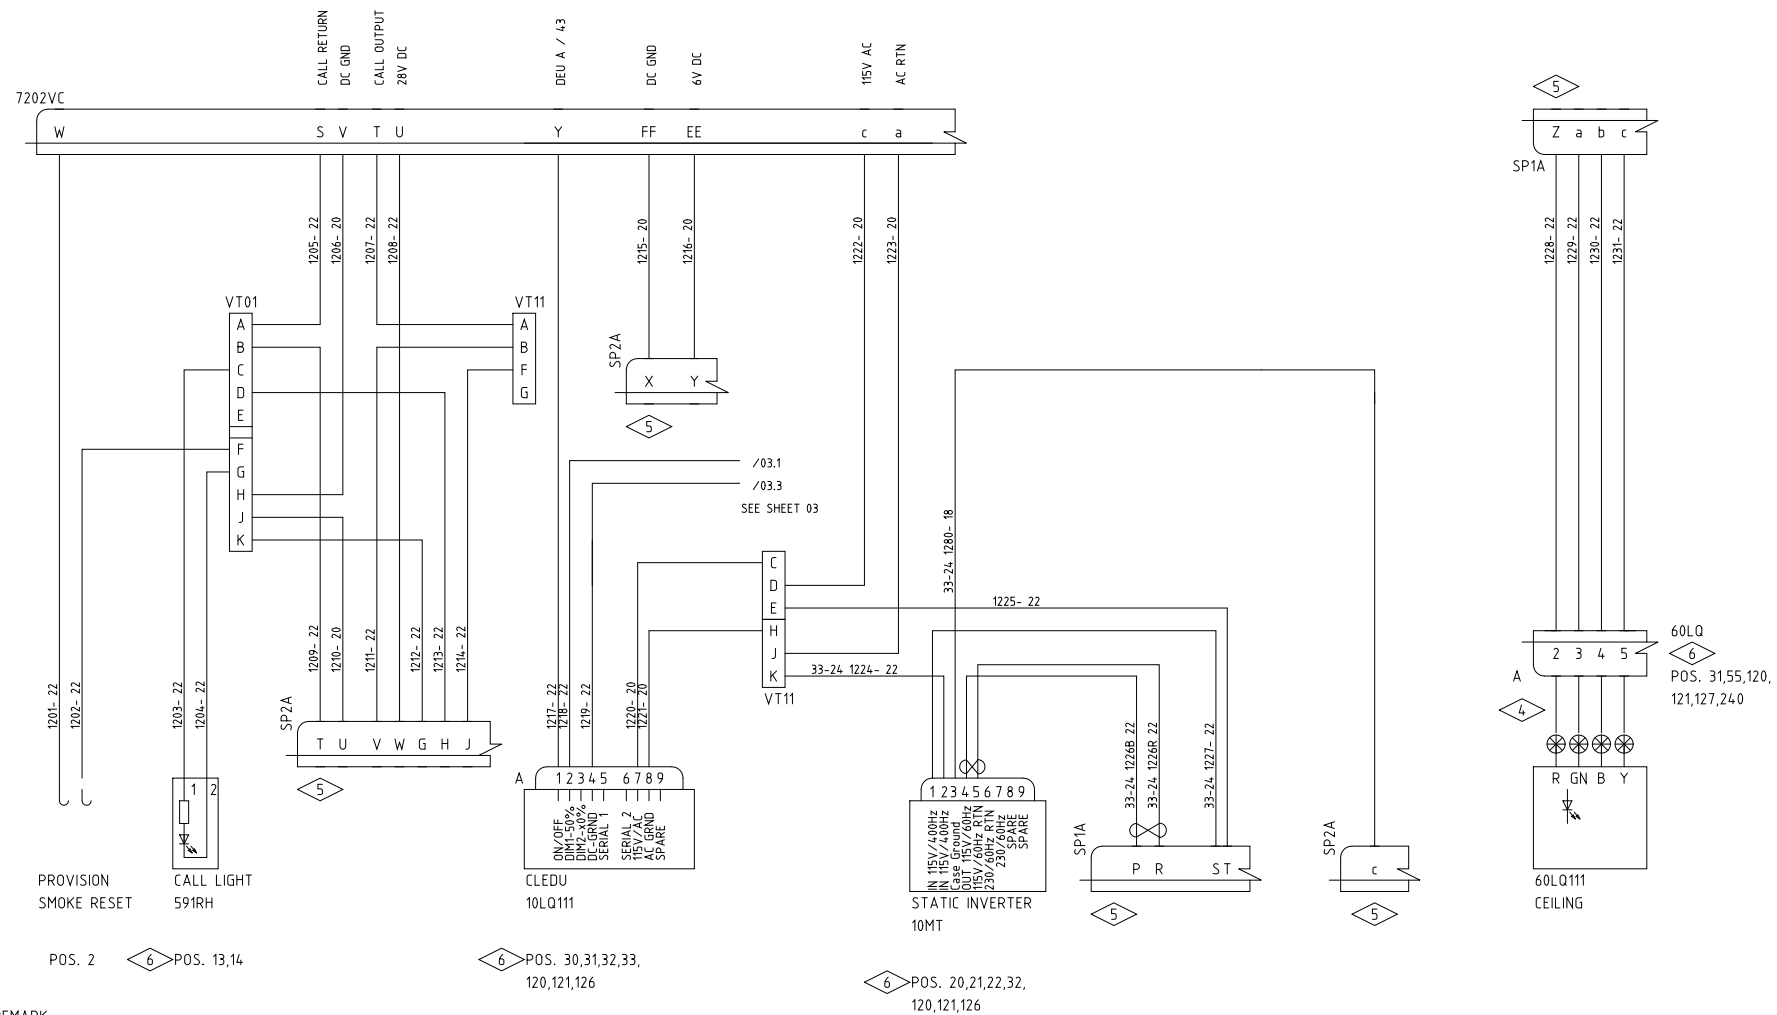 CALL RETURN
DC GND
CALL OUTPUT
28V DC
DEU A / 43
DC GND
6V DC
115V AC
AC RTN
7202VC
W S V T U Y FF EE c a
5
Z a b c
SP1A
1205- 22
1206- 20
1207- 22
1208- 22
1215- 20
1216- 20
1222- 20
1223- 20
1228- 22
1229- 22
1230- 22
1231- 22
VT01
A
B
C
D
E
F
G
H
J
K
VT11
A
B
F
G
SP2A
X Y
5
/03.1
/03.3
SEE SHEET 03
33-24 1280- 18
C
D
E
H
J
K
VT11
1225- 22
33-24 1224- 22
1201- 22
1202- 22
1203- 22
1204- 22
1209- 22
1210- 20
1211- 22
1212- 22
1213- 22
1214- 22
1217- 22
1218- 22
1219- 22
1220- 20
1221- 20
33-24 1226B 22
33-24 1226R 22
33-24 1227- 22
60LQ
6
POS. 31,55,120,
121,127,240
2 3 4 5
A
4
R GN B Y
60LQ111
CEILING
SP2A
T U V W G H J
5
1 2
PROVISION
SMOKE RESET
CALL LIGHT
591RH
A
1 2 3 4 5 6 7 8 9
ON/OFF
DIM1-50%
DIM2-x0%
DC-GRND
SERIAL 1
SERIAL 2
115V/AC
AC GRND
SPARE
CLEDU
10LQ111
1 2 3 4 5 6 7 8 9
IN 115V/400Hz
IN 115V/400Hz
Case Ground
OUT 115V/60Hz
115V/60Hz RTN
230/60Hz RTN
230/60Hz
SPARE
SPARE
STATIC INVERTER
10MT
SP1A
P R S T
5
SP2A
c
5
POS. 2
6 POS. 13,14
6 POS. 30,31,32,33,
120,121,126
6 POS. 20,21,22,32,
120,121,126